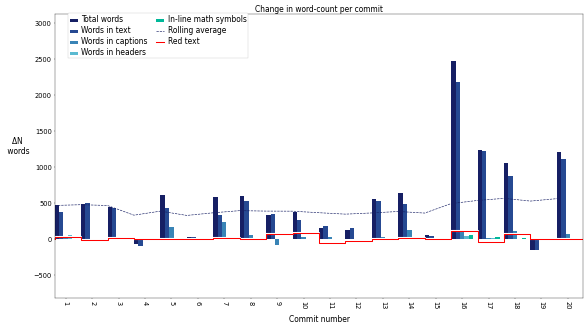 Change in word-count per commit
Total words
Words in text
Words in captions
Words in headers
In-line math symbols
Rolling average
Red text
3000
2500
2000
1500
1000
500
0
−500
ΔN
words
1 2 3 4 5 6 7 8 9 10 11 12 13 14 15 16 17 18 19 20
Commit number